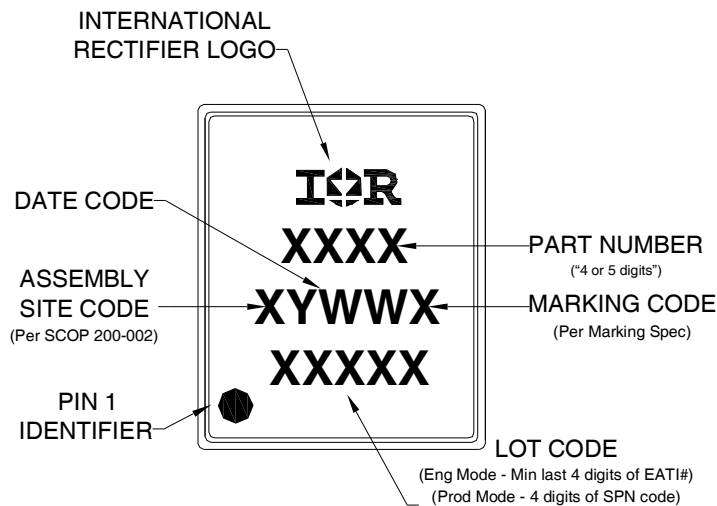 INTERNATIONAL
RECTIFIER LOGO
IOR
DATE CODE
XXXX
PART NUMBER
(“4 or 5 digits”)
ASSEMBLY
SITE CODE
(Per SCOP 200-002)
XYWWX
MARKING CODE
(Per Marking Spec)
XXXXX
PIN 1
IDENTIFIER
LOT CODE
(Eng Mode - Min last 4 digits of EATI#)
(Prod Mode - 4 digits of SPN code)